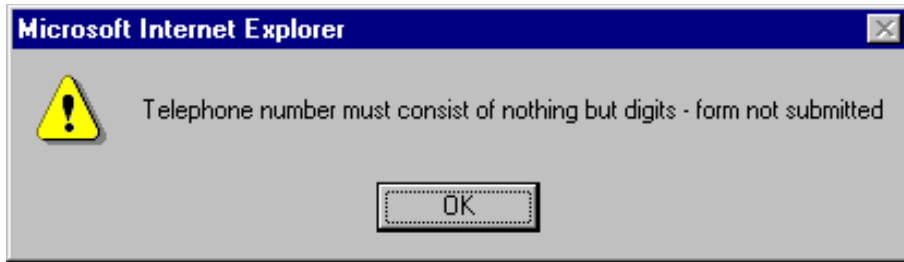 Microsoft Internet Explorer
Telephone number must consist of nothing but digits - form not submitted
OK